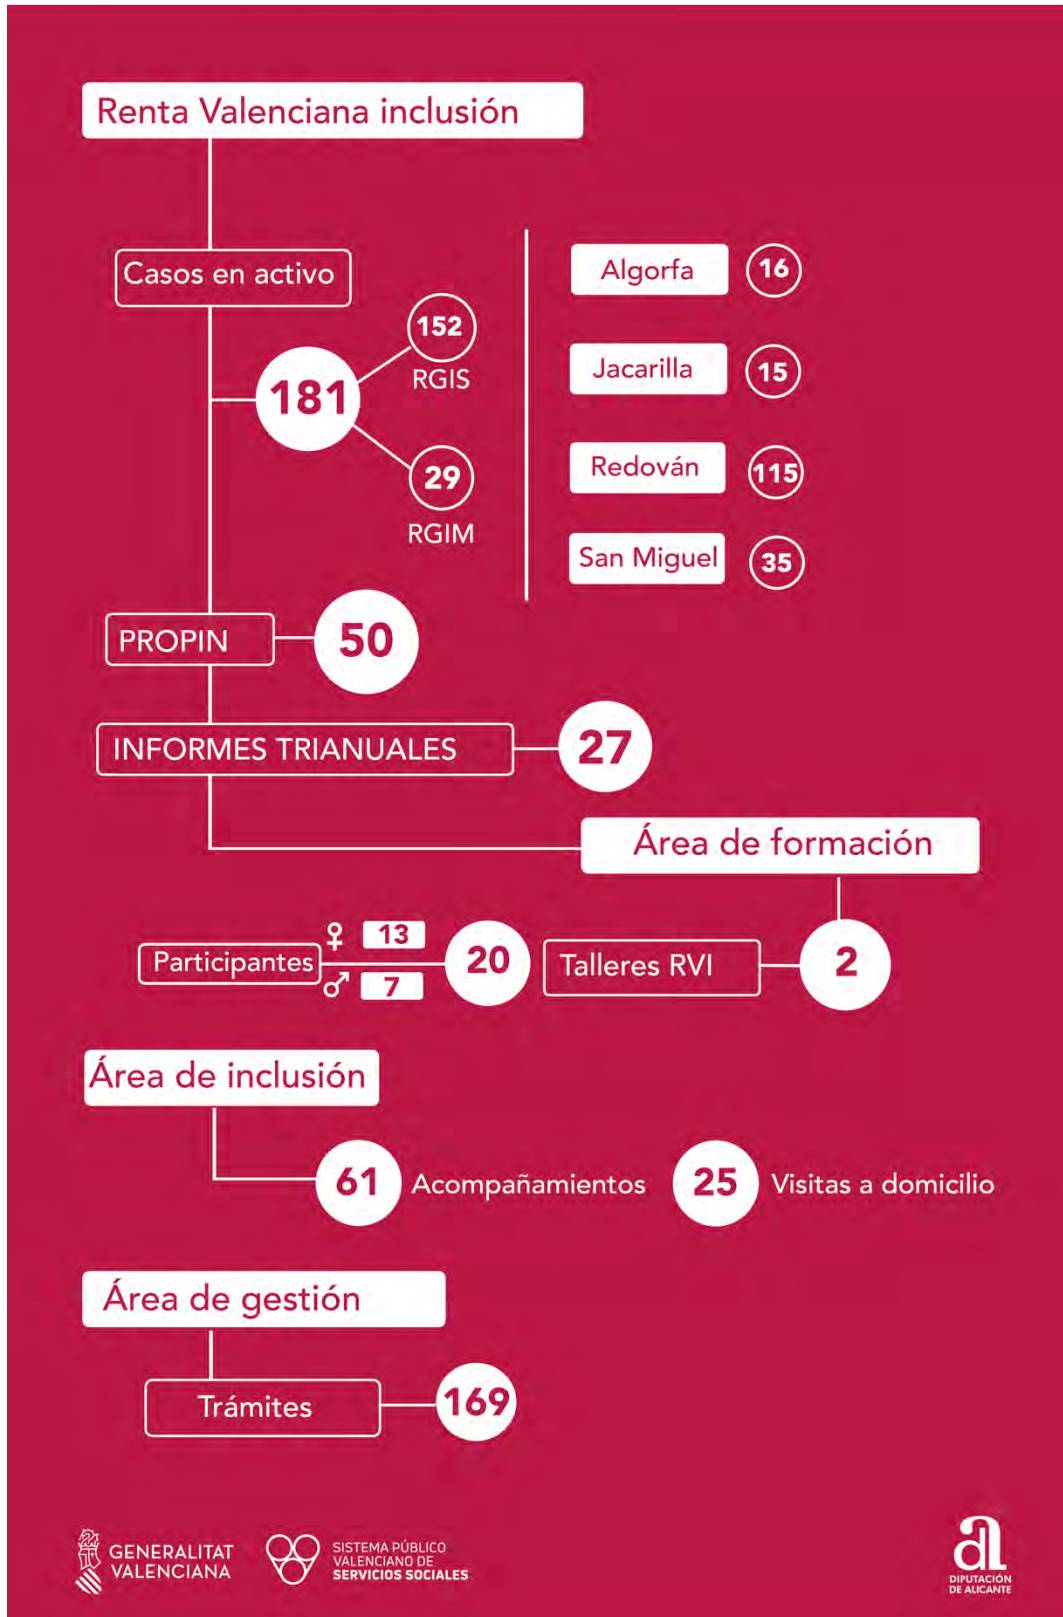 Renta Valenciana inclusión
Casos en activo
181
152
RGIS
29
RGIM
Algorfa 16
Jacarilla 15
Redován 115
San Miguel 35
PROPIN 50
INFORMES TRIANUALES 27
Área de formación
Participantes
♀ 13
♂ 7
20
Talleres RVI 2
Área de inclusión
61 Acompañamientos 25 Visitas a domicilio
Área de gestión
Trámites 169
GENERALITAT
VALENCIANA
SISTEMA PÚBLICO
VALENCIANO DE
SERVICIOS SOCIALES
a
DIPUTACIÓN
DE ALICANTE